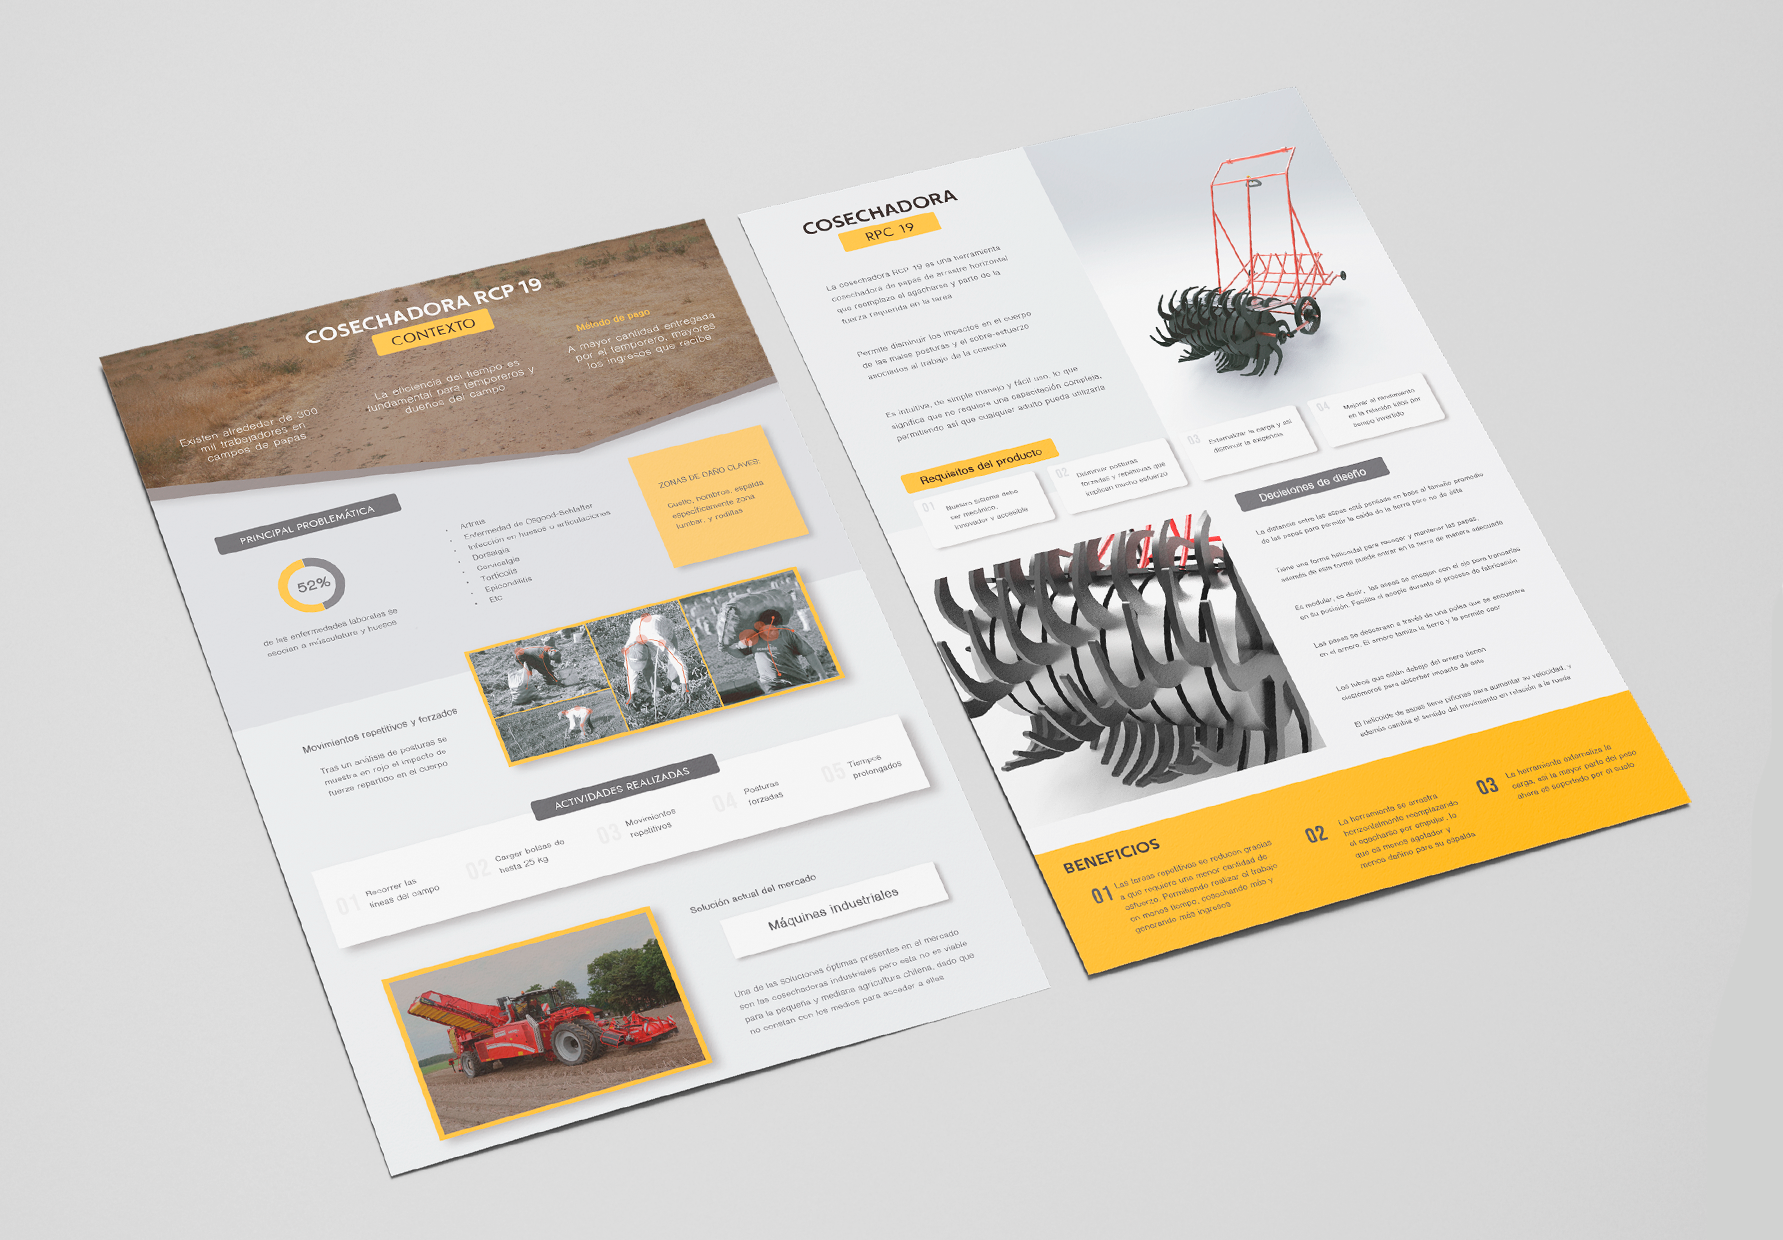 COSECHADORA RCP 19
CONTEXTO
Existen alrededor de 300
mil trabajadores en
campos de papas
La eficiencia del tiempo es
fundamental para temporeros y
dueños del campo
Método de pago
A mayor cantidad entregada
por el temporero, mayores
los ingresos que recibe
PRINCIPAL PROBLEMÁTICA
52%
de las enfermedades laborales se
asocian a músculature y huesos
• Artritis
• Enfermedad de Osgood-Schlatter
• Infección en huesos o articulaciones
• Dorsalgia
• Cervicalgia
• Tortícolis
• Epicondilitis
• Etc
ZONAS DE DAÑO CLAVES:
Cuello, hombros, espalda
específicamente zona
lumbar, y rodillas
Movimientos repetitivos y forzados
Tras un análisis de posturas se
muestra en rojo el impacto de
fuerza repartido en el cuerpo
ACTIVIDADES REALIZADAS
01 Recorrer las
líneas del campo
02 Cargar bolsas de
hasta 25 kg
03 Movimientos
repetitivos
04 Posturas
forzadas
05 Tiempos
prolongados
Solución actual del mercado
Máquinas industriales
Una de las soluciones óptimas presentes en el mercado
son las cosechadoras industriales pero esta no es viable
para la pequeña y mediana agricultura chilena, dado que
no constan con los medios para acceder a ellas
COSECHADORA
RPC 19
La cosechadora RCP 19 es una herramienta
cosechadora de papas de arrastre horizontal
que reemplaza el agacharse y parte de la
fuerza requerida en la tarea
Permite disminuir los impactos en el cuerpo
de las malas posturas y el sobre-esfuerzo
asociados al trabajo de la cosecha
Es intuitiva, de simple manejo y fácil uso, lo que
significa que no requiere una capacitación compleja,
permitiendo así que cualquier adulto pueda utilizarla
Requisitos del producto
01 Nuestro sistema debe
ser mecánico,
innovador y accesible
02 Disminuir posturas
forzadas y repetitivas que
implican mucho esfuerzo
03 Externalizar la carga y así
disminuir la exigencia
04 Mejorar el rendimiento
en la relación kilos por
tiempo invertido
Decisiones de diseño
La distancia entre las aspas está pensada en base al tamaño promedio
de las papas para permitir la caída de la tierra pero no de ésta
Tiene una forma helicoidal para recoger y mantener las papas,
además de esta forma puede entrar en la tierra de manera adecuada
Es modular, es decir, las aspas se encajan con el eje para trancarlas
en su posición. Facilita el acople durante el proceso de fabricación
Las papas se descargan a través de una polea que se encuentra
en el arnero. El arnero tamiza la tierra y la permite caer
Los tubos que están debajo del arnero tienen
elastómeros para absorber impacto de este
El helicoide de aspas tiene piñones para aumentar su velocidad, y
además cambia el sentido del movimiento en relación a la rueda
BENEFICIOS
01 Las tareas repetitivas se reducen gracias
a que requiere una menor cantidad de
esfuerzo. Permitiendo realizar el trabajo
en menos tiempo, cosechando más y
generando más ingresos
02 La herramienta se arrastra
horizontalmente reemplazando
el agacharse por empujar, lo
que es menos agotador y
menos dañino para su espalda
03 La herramienta externaliza la
carga, así la mayor parte del peso
ahora es soportado por el suelo